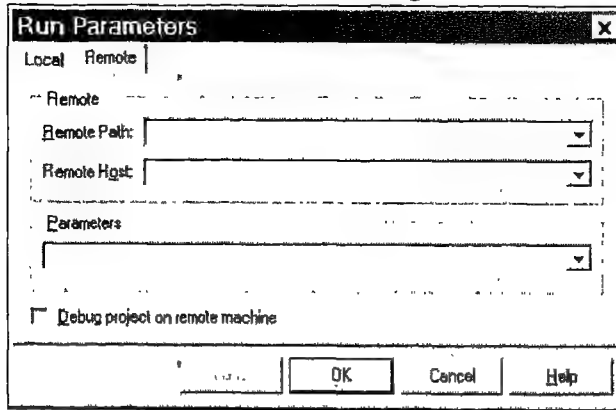 Run Parameters
Local Remote
Remote
Remote Path:
Remote Host:
Parameters
Debug project on remote machine
OK Cancel Help